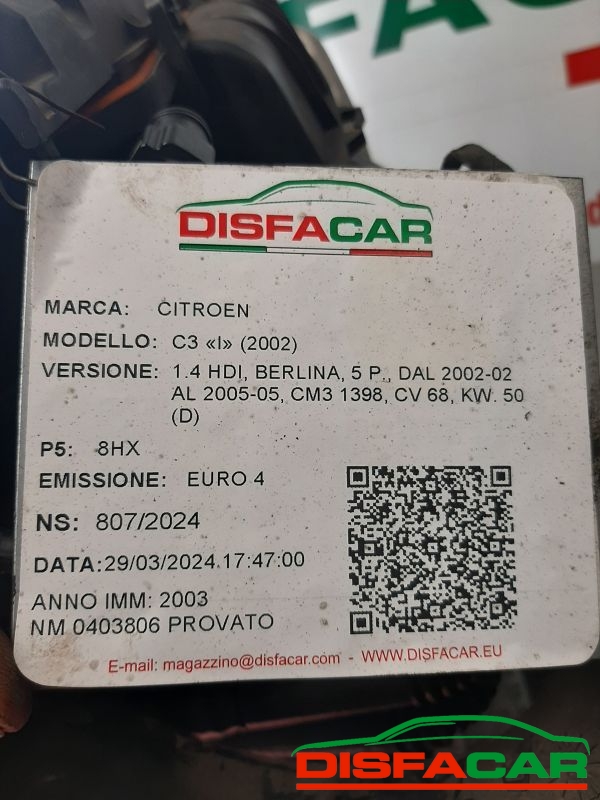 DISFACAR
MARCA: CITROEN
MODELLO: C3 «I» (2002)
VERSIONE: 1.4 HDI, BERLINA, 5 P., DAL 2002-02
AL 2005-05, CM3 1398, CV 68, KW. 50
(D)
P5: 8HX
EMISSIONE: EURO 4
NS: 807/2024
DATA:29/03/2024 17:47:00
ANNO IMM: 2003
NM 0403806 PROVATO
E-mail: magazzino@disfacar.com - WWW.DISFACAR.EU
DISFACAR